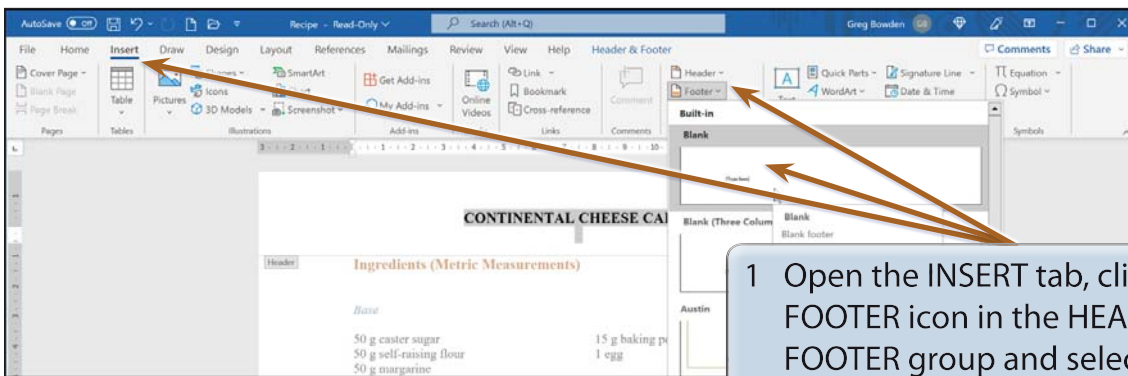 AutoSave Off Recipe - Read-Only Search (Alt+Q) Greg Bowden
File Home Insert Draw Design Layout References Mailings Review View Help Header & Footer Comments Share
Cover Page
Blank Page
Page Break
Pages
Table
Tables
Pictures
Icons
3D Models
SmartArt
Screenshot
Illustrations
Get Add-ins
My Add-ins
Add-ins
Online Videos
Link
Bookmark
Cross-reference
Links
Comment
Comments
Header
Footer
Quick Parts
WordArt
Signature Line
Date & Time
Equation
Symbol
Symbols
Built-in
Blank
[Type here]
Blank (Three Colum
Blank
Blank footer
Austin
CONTINENTAL CHEESE CA
Header
Ingredients (Metric Measurements)
Base
50 g caster sugar 15 g baking p
50 g self-raising flour 1 egg
50 g margarine
1 Open the INSERT tab, cli
FOOTER icon in the HEA
FOOTER group and selec